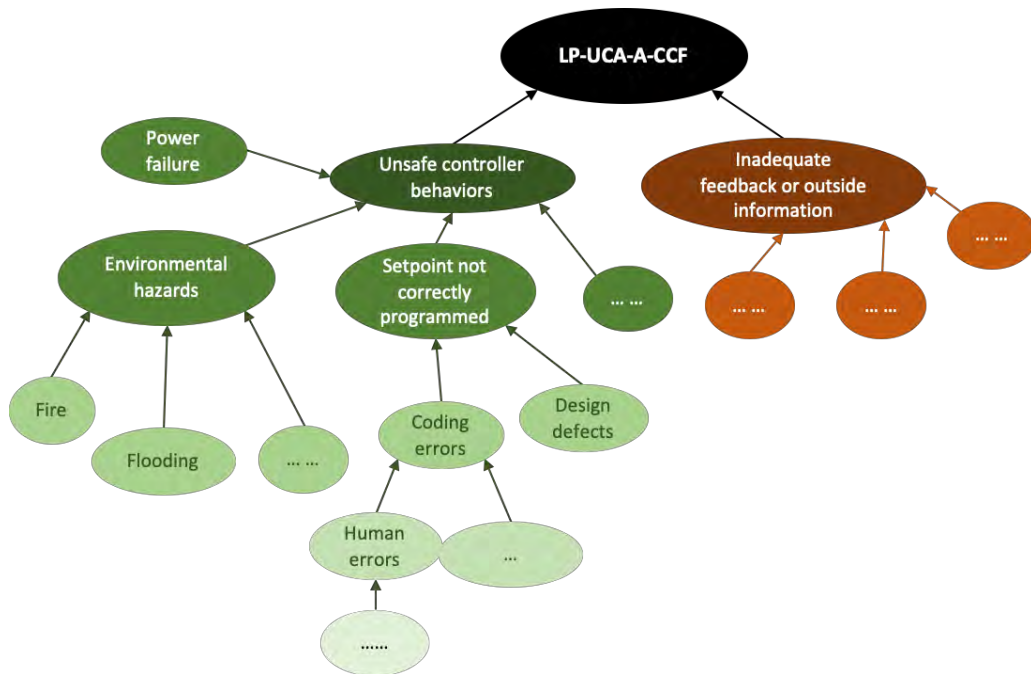 LP-UCA-A-CCF
Power
failure
Unsafe controller
behaviors
Inadequate
feedback or outside
information
... ...
Environmental
hazards
Setpoint not
correctly
programmed
... ...
... ...
... ...
Fire
Flooding
... ...
Coding
errors
Design
defects
Human
errors
...
......